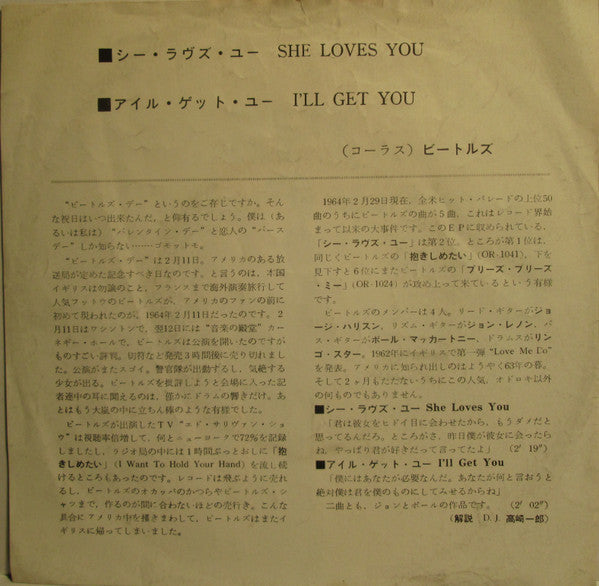 ■シー・ラヴズ・ユー SHE LOVES YOU
■アイル・ゲット・ユー I'LL GET YOU
(コーラス) ビートルズ
“ビートルズ・デー”というのをご存じですか。そん
な祝日はいつ出来たんだ、と仰有るでしょう。僕は(あ
るいは私は)“バレンタイン・デー”と恋人の“バース
デー”しか知らない……ゴモットモ。
“ビートルズ・デー”は2月11日。アメリカのある放
送局が定めた記念すべき日なのです。と言うのは、本国
イギリスは勿論のこと、フランスまで海外演奏旅行して
人気フットウのビートルズが、アメリカのファンの前に
初めて現われたのが、1964年2月11日だったのです。2
月11日はワシントンで、翌12日には“音楽の殿堂”カー
ネギー・ホールで、ビートルズは公演を開いたのですが
ものすごい評判。切符など発売3時間後に売り切れまし
た。公演がまたスゴイ。警官隊が出動するし、気絶する
少女が出る。ビートルズを批評しようと会場に入った記
者連中の耳に聞えるのは、僅かにドラムの響きだけ。あ
とはもう大嵐の中に立ちん棒のような有様でした。
ビートルズが出演したTV“エド・サリヴァン・ショ
ウ”は視聴率倍増して、何とニューヨークで72%を記録
しましたし、ラジオ局の中には1時間ぶっとおしに「抱
きしめたい」(I Want To Hold Your Hand) を流し続
けるところもあったのです。レコードは飛ぶように売れ
るし、ビートルズのオカッパのかつらやビートルズ・シ
ャツまで、作るのが間に合わないほどの売行き。こんな
具合にアメリカ中を掻きまわして、ビートルズはまたイ
ギリスに帰ってしまいました。
1964年2月29日現在、全米ヒット・パレードの上位50
曲のうちにビートルズの曲が5曲、これはレコード界始
まって以来の大事件です。このEPに収められている、
「シー・ラヴズ・ユー」は第2位。ところが第1位は、
同じくビートルズの「抱きしめたい」(OR-1041)、下を
見下すと6位にまたビートルズの「プリーズ・プリーズ
・ミー」(OR-1024) が攻め上って来ているという有様
です。
ビートルズのメンバーは4人。リード・ギターがジョ
ージ・ハリスン、リズム・ギターがジョン・レノン、バ
ス・ギターがポール・マッカートニー、ドラムスがリン
ゴ・スター。1962年にイギリスで第一弾 “Love Me Do”
を発表。アメリカに知られ出しのはようやく63年の暮。
そして2ヶ月もただないうちにこの人気。オドロキ以外
の何ものでもありません。
■シー・ラヴズ・ユー She Loves You
「君は彼女をヒドイ目に会わせたから、もうダメだと
思ってるんだろ。ところがさ、昨日僕が彼女に会ったら
ね、やっぱり君が好きだって言ってたよ」 (2' 19")
■アイル・ゲット・ユー I'll Get You
「僕にはあなたが必要なんだ。あなたが何と言おうと
絶対僕は君を僕のものにしてみせるからね」
二曲とも、ジョンとポールの作品です。 (2' 02")
(解説 D.J. 高崎一郎)